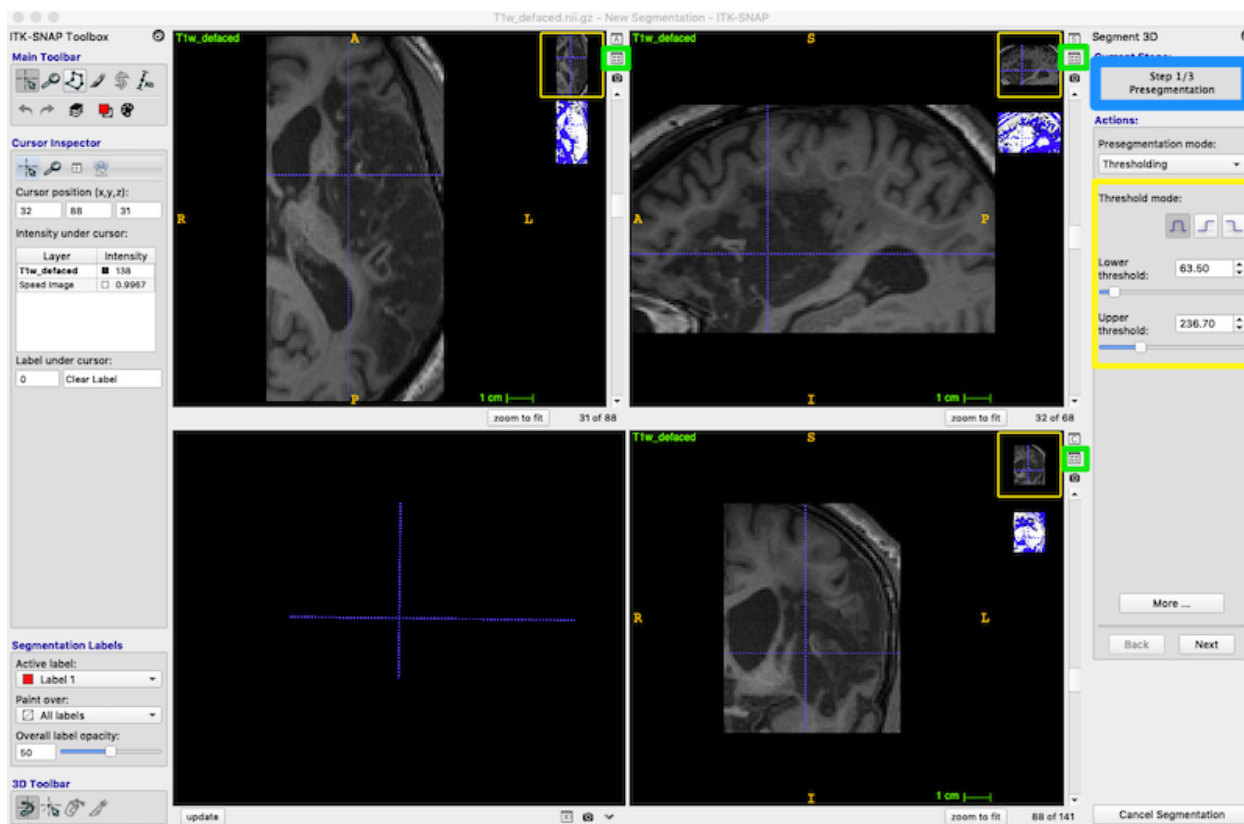 T1w_defaced.nii.gz - New Segmentation - ITK-SNAP
ITK-SNAP Toolbox
Main Toolbar
Cursor Inspector
Cursor position (x,y,z):
32 88 31
Intensity under cursor:
Layer Intensity
T1w_defaced 138
Speed Image 0.9967
Label under cursor:
0 Clear Label
Segmentation Labels
Active label:
Label 1
Paint over:
All labels
Overall label opacity:
50
3D Toolbar
T1w_defaced
A
R
L
P
1 cm
A
zoom to fit 31 of 88
T1w_defaced
S
A
P
I
1 cm
S
zoom to fit 32 of 68
update
T1w_defaced
S
R
L
I
1 cm
C
zoom to fit 88 of 141
Segment 3D
Step 1/3
Presegmentation
Actions:
Presegmentation mode:
Thresholding
Threshold mode:
Lower
threshold:
63.50
Upper
threshold:
236.70
More ...
Back Next
Cancel Segmentation